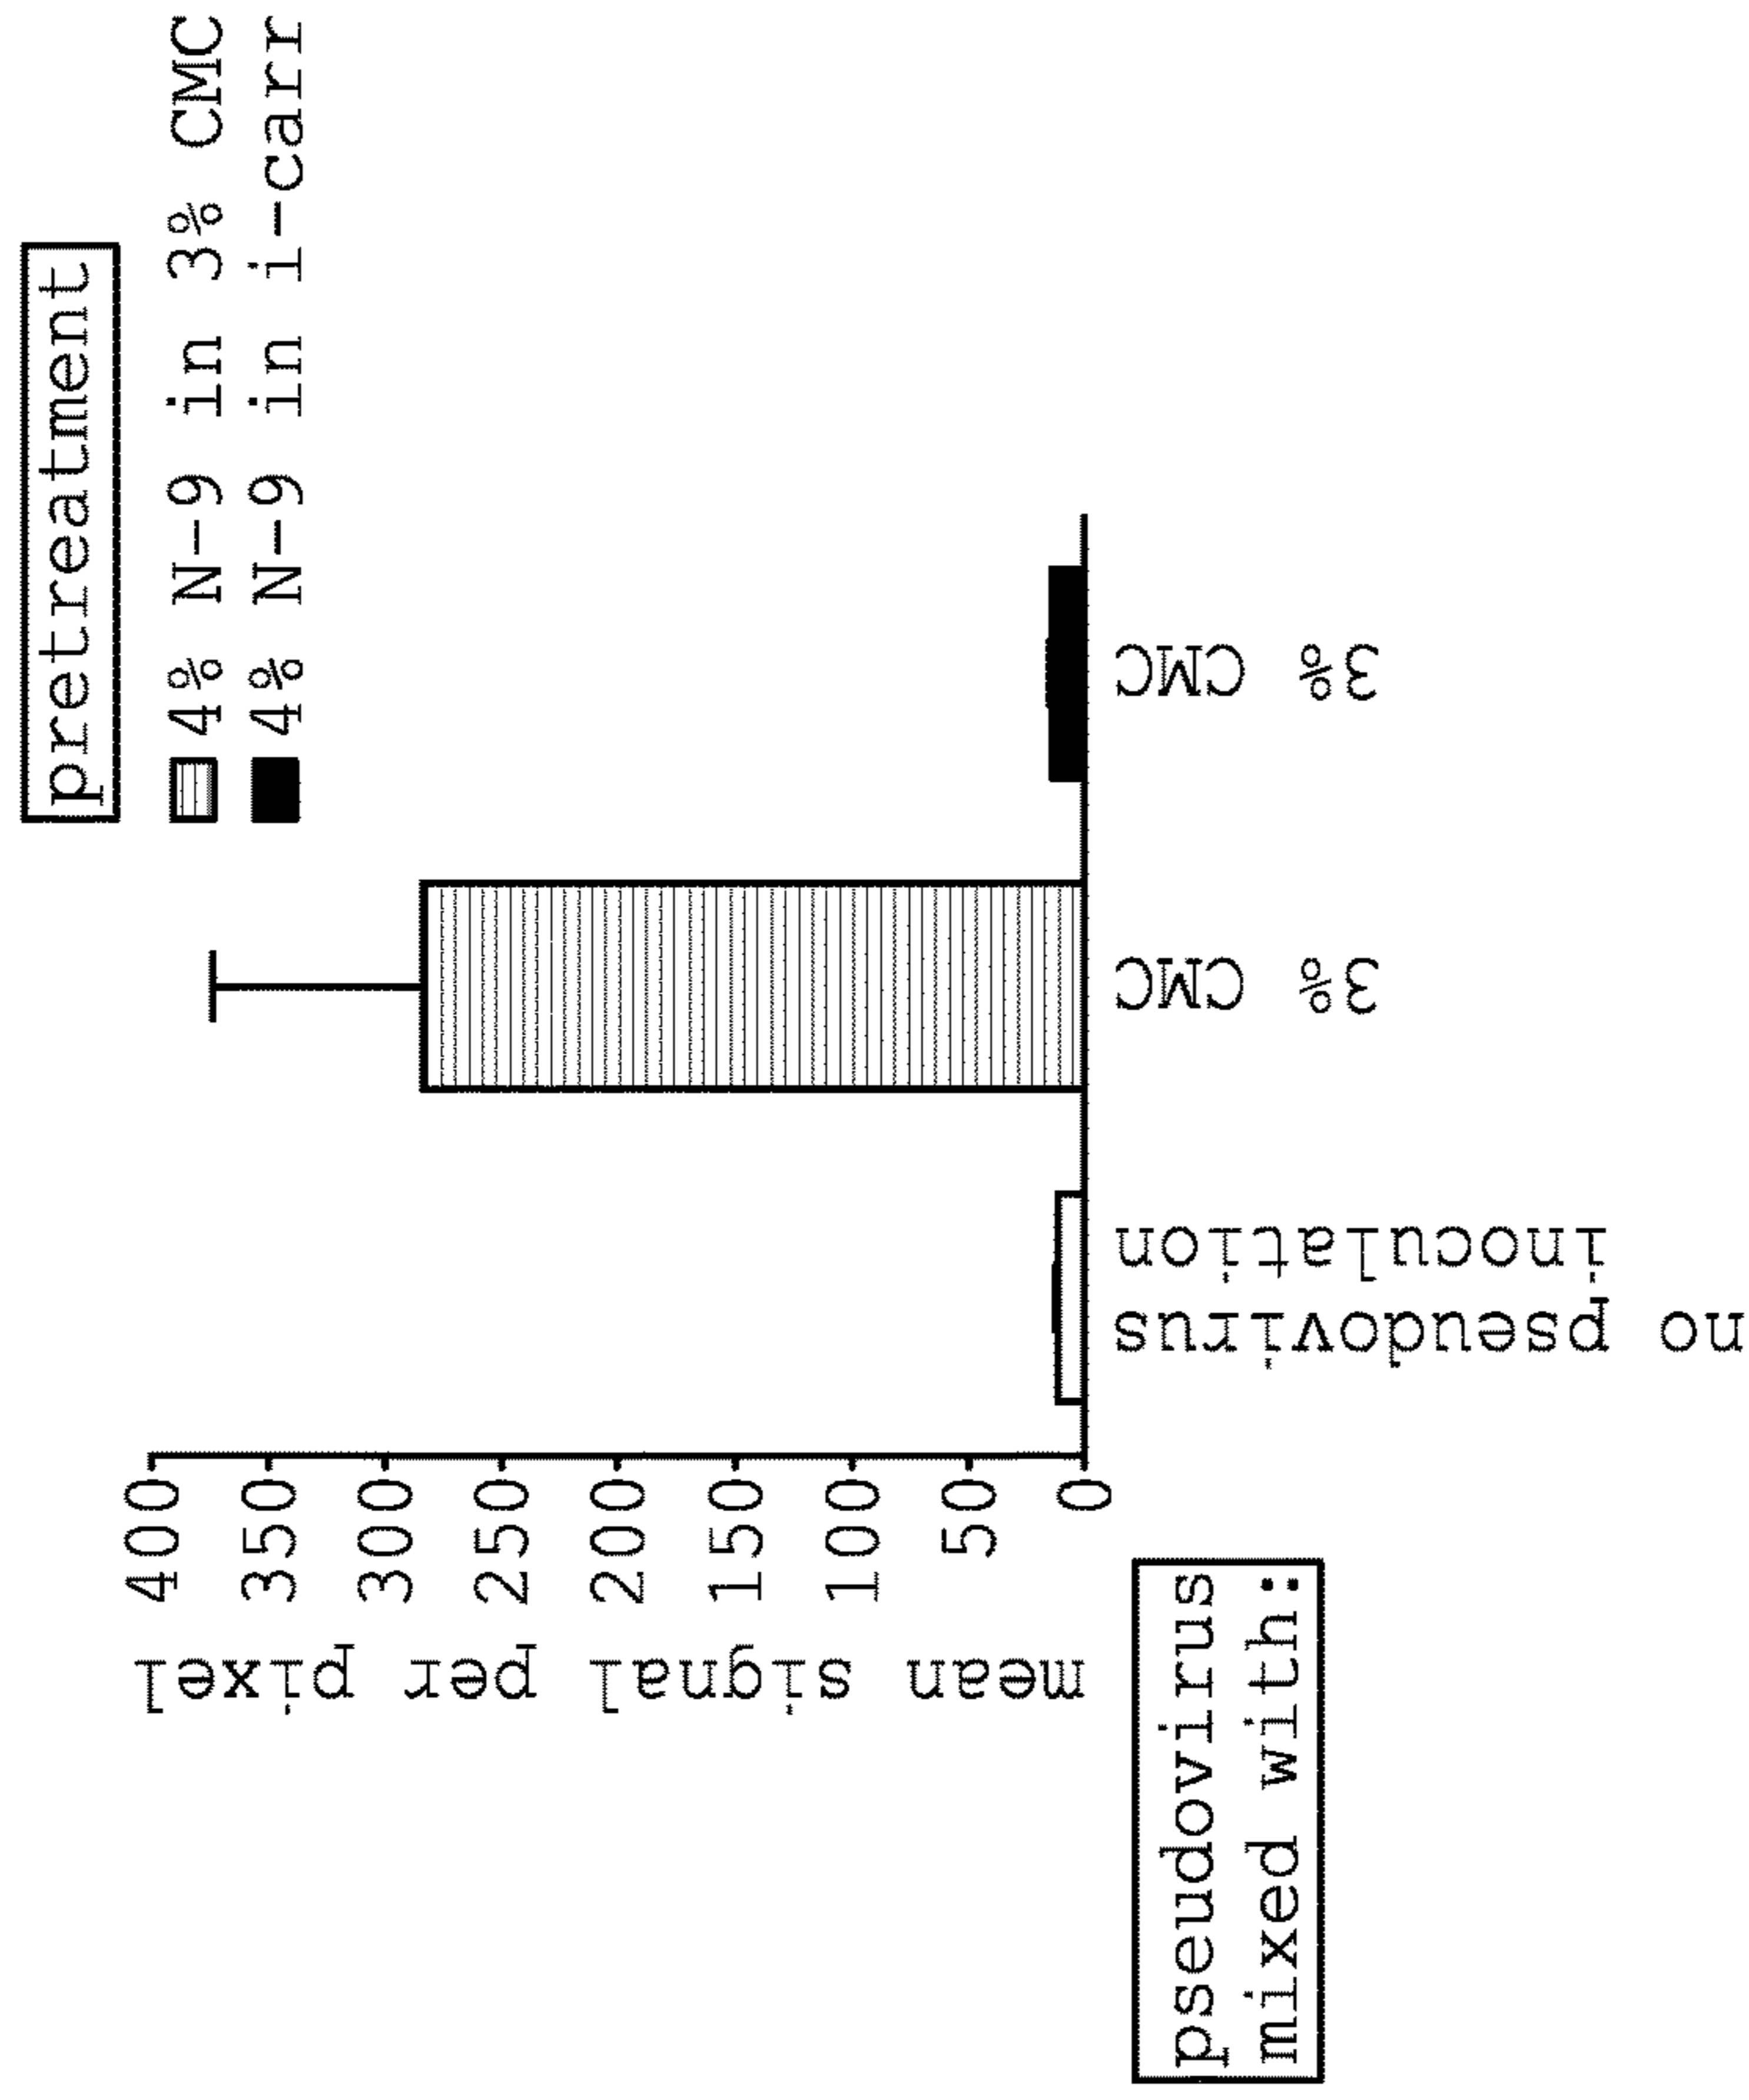 pretreatment
4% N-9 in 3% CMC
4% N-9 in i-carr
mean signal per pixel
400
350
300
250
200
150
100
50
0
pseudovirus
mixed with:
no pseudovirus
inoculation
3% CMC
3% CMC